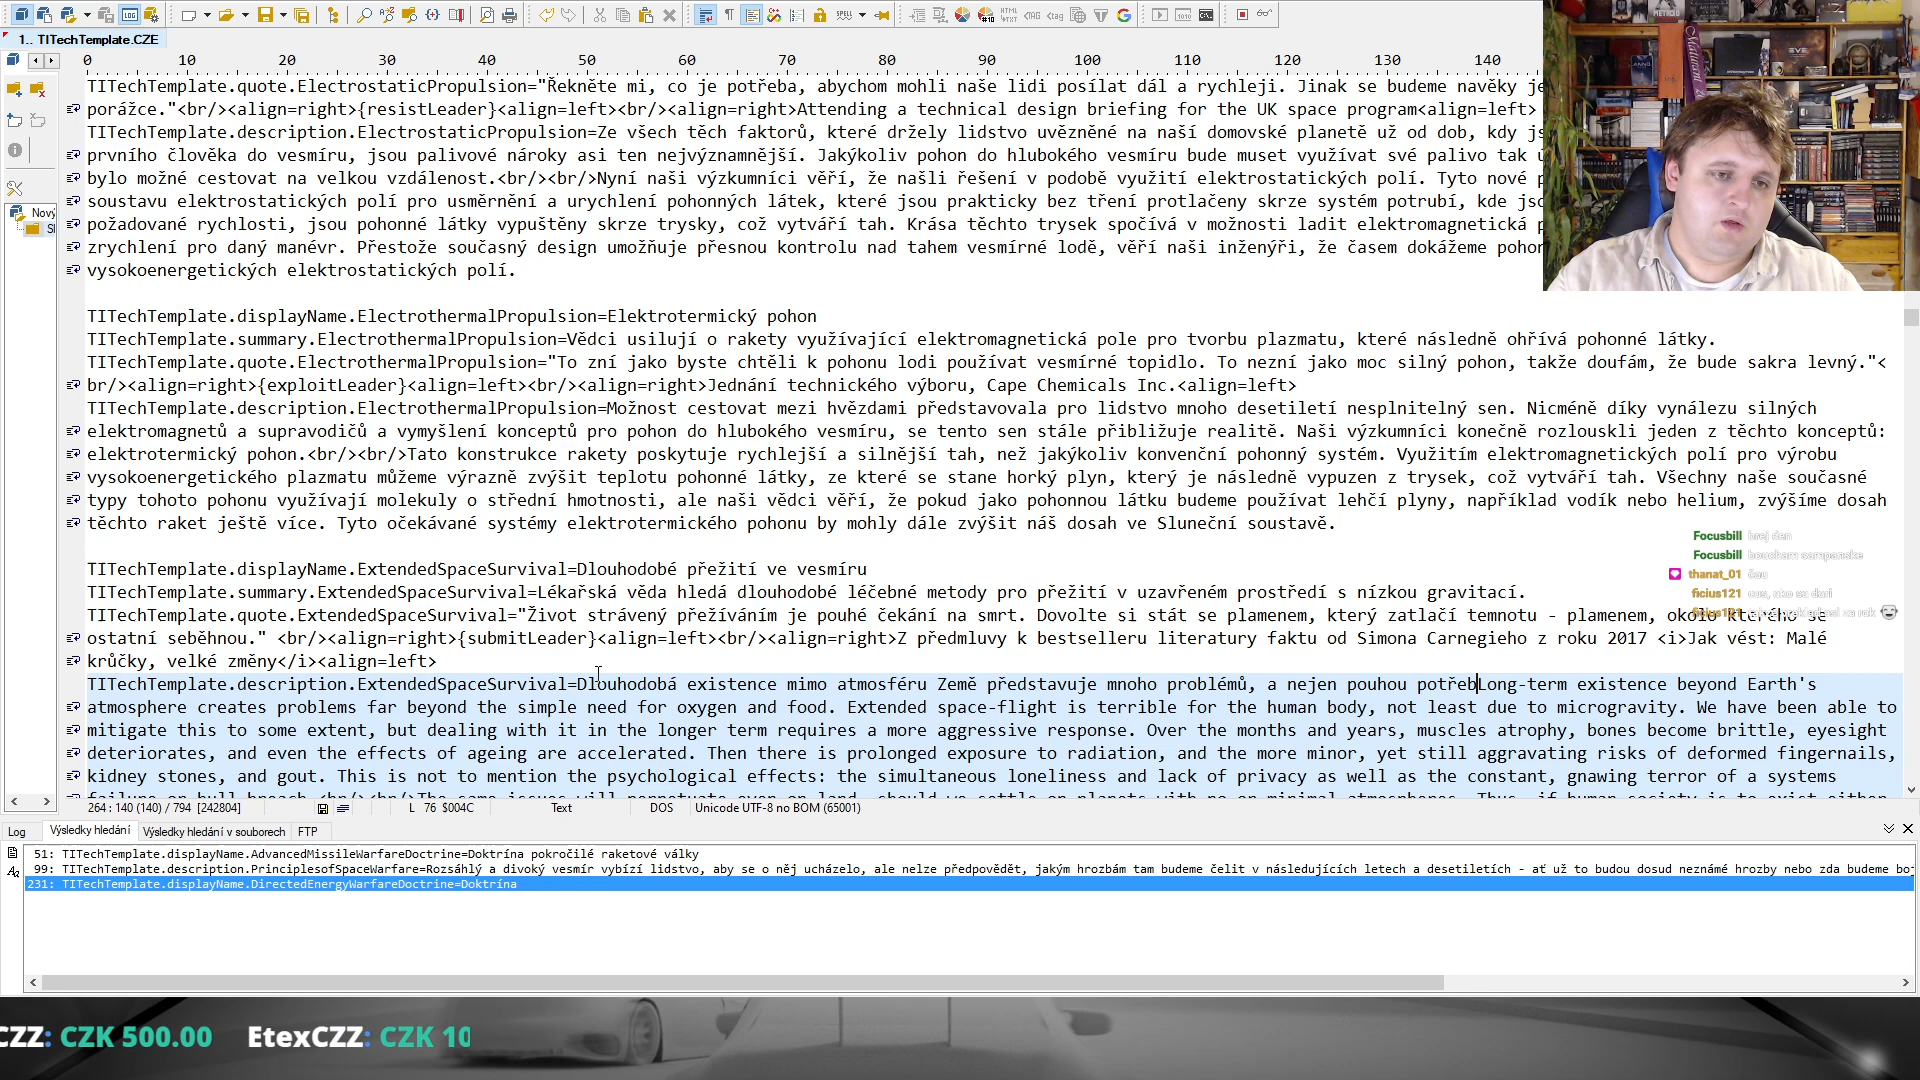 1.. TITechTemplate.CZE
0 10 20 30 40 50 60 70 80 90 100 110 120 130 140
TITechTemplate.quote.ElectrostaticPropulsion="Řekněte mi, co je potřeba, abychom mohli naše lidi posílat dál a rychleji. Jinak se budeme navěky je
porážce."<br/><align=right>{resistLeader}<align=left><br/><align=right>Attending a technical design briefing for the UK space program<align=left>
TITechTemplate.description.ElectrostaticPropulsion=Ze všech těch faktorů, které držely lidstvo uvězněné na naší domovské planetě už od dob, kdy js
prvního člověka do vesmíru, jsou palivové nároky asi ten nejvýznamnější. Jakýkoliv pohon do hlubokého vesmíru bude muset využívat své palivo tak
bylo možné cestovat na velkou vzdálenost.<br/><br/>Nyní naši výzkumníci věří, že našli řešení v podobě využití elektrostatických polí. Tyto nové p
soustavu elektrostatických polí pro usměrnění a urychlení pohonných látek, které jsou prakticky bez tření protlačeny skrze systém potrubí, kde jso
požadované rychlosti, jsou pohonné látky vypuštěny skrze trysky, což vytváří tah. Krása těchto trysek spočívá v možnosti ladit elektromagnetická p
zrychlení pro daný manévr. Přestože současný design umožňuje přesnou kontrolu nad tahem vesmírné lodě, věří naši inženýři, že časem dokážeme pohon
vysokoenergetických elektrostatických polí.
TITechTemplate.displayName.ElectrothermalPropulsion=Elektrotermický pohon
TITechTemplate.summary.ElectrothermalPropulsion=Vědci usilují o rakety využívající elektromagnetická pole pro tvorbu plazmatu, které následně ohřívá pohonné látky.
TITechTemplate.quote.ElectrothermalPropulsion="To zní jako byste chtěli k pohonu lodi používat vesmírné topidlo. To nezní jako moc silný pohon, takže doufám, že bude sakra levný."<
br/><align=right>{exploitLeader}<align=left><br/><align=right>Jednání technického výboru, Cape Chemicals Inc.<align=left>
TITechTemplate.description.ElectrothermalPropulsion=Možnost cestovat mezi hvězdami představovala pro lidstvo mnoho desetiletí nesplnitelný sen. Nicméně díky vynálezu silných
elektromagnetů a supravodičů a vymyšlení konceptů pro pohon do hlubokého vesmíru, se tento sen stále přibližuje realitě. Naši výzkumníci konečně rozlouskli jeden z těchto konceptů:
elektrotermický pohon.<br/><br/>Tato konstrukce rakety poskytuje rychlejší a silnější tah, než jakýkoliv konvenční pohonný systém. Využitím elektromagnetických polí pro výrobu
vysokoenergetického plazmatu můžeme výrazně zvýšit teplotu pohonné látky, ze které se stane horký plyn, který je následně vypuzen z trysek, což vytváří tah. Všechny naše současné
typy tohoto pohonu využívají molekuly o střední hmotnosti, ale naši vědci věří, že pokud jako pohonnou látku budeme používat lehčí plyny, například vodík nebo helium, zvýšíme dosah
těchto raket ještě více. Tyto očekávané systémy elektrotermického pohonu by mohly dále zvýšit náš dosah ve Sluneční soustavě.
Focusbill hrej den
Focusbill boucham sampanske
TITechTemplate.displayName.ExtendedSpaceSurvival=Dlouhodobé přežití ve vesmíru
thanat_01 čau
TITechTemplate.summary.ExtendedSpaceSurvival=Lékařská věda hledá dlouhodobé léčebné metody pro přežití v uzavřeném prostředí s nízkou gravitací.
ficius121
TITechTemplate.quote.ExtendedSpaceSurvival="Život strávený přežíváním je pouhé čekání na smrt. Dovolte si stát se plamenem, který zatlačí temnotu - plamenem, okolo kterého se
ficius121
ostatní seběhnou." <br/><align=right>{submitLeader}<align=left><br/><align=right>Z předmluvy k bestselleru literatury faktu od Simona Carnegieho z roku 2017 <i>Jak vést: Malé
krůčky, velké změny</i><align=left>
TITechTemplate.description.ExtendedSpaceSurvival=Dlouhodobá existence mimo atmosféru Země představuje mnoho problémů, a nejen pouhou potřebLong-term existence beyond Earth's
atmosphere creates problems far beyond the simple need for oxygen and food. Extended space-flight is terrible for the human body, not least due to microgravity. We have been able to
mitigate this to some extent, but dealing with it in the longer term requires a more aggressive response. Over the months and years, muscles atrophy, bones become brittle, eyesight
deteriorates, and even the effects of ageing are accelerated. Then there is prolonged exposure to radiation, and the more minor, yet still aggravating risks of deformed fingernails,
kidney stones, and gout. This is not to mention the psychological effects: the simultaneous loneliness and lack of privacy as well as the constant, gnawing terror of a systems
Nový
264 : 140 (140) / 794 [242804] L 76 $004C Text DOS Unicode UTF-8 no BOM (65001)
Log Výsledky hledání Výsledky hledání v souborech FTP
51: TITechTemplate.displayName.AdvancedMissileWarfareDoctrine=Doktrína pokročilé raketové války
99: TITechTemplate.description.PrinciplesofSpaceWarfare=Rozsáhlý a divoký vesmír vybízí lidstvo, aby se o něj ucházelo, ale nelze předpovědět, jakým hrozbám tam budeme čelit v následujících letech a desetiletích - ať už to budou dosud neznámé hrozby nebo zda budeme bo
231: TITechTemplate.displayName.DirectedEnergyWarfareDoctrine=Doktrína
CZZ: CZK 500.00 EtexCZZ: CZK 10